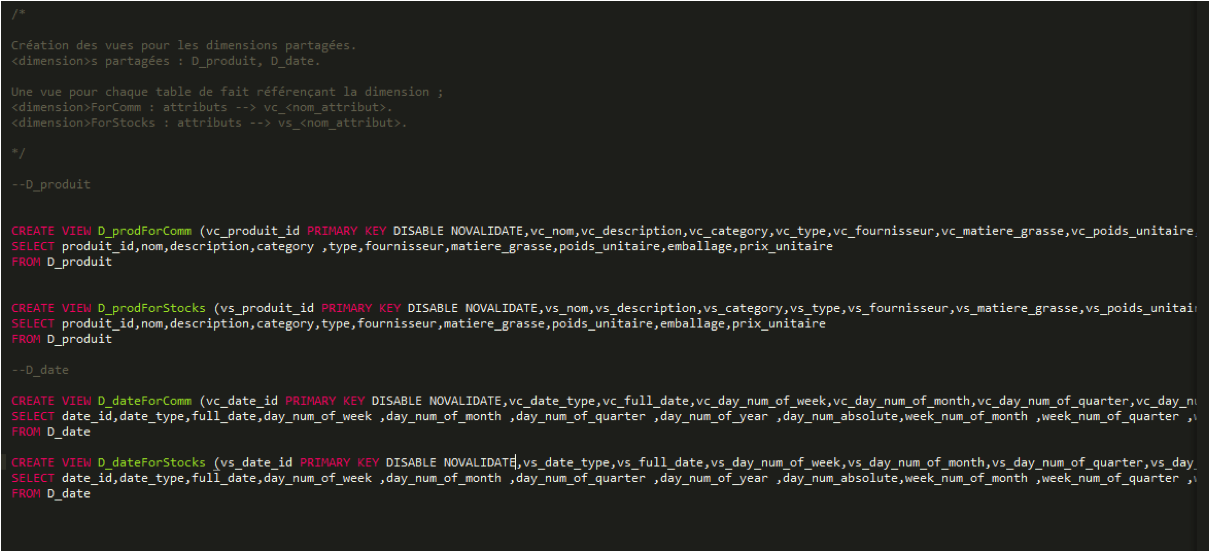 /*
Création des vues pour les dimensions partagées.
<dimension>s partagées : D_produit, D_date.
Une vue pour chaque table de fait référençant la dimension ;
<dimension>ForComm : attributs --> vc_<nom_attribut>.
<dimension>ForStocks : attributs --> vs_<nom_attribut>.
*/
--D_produit
CREATE VIEW D_prodForComm (vc_produit_id PRIMARY KEY DISABLE NOVALIDATE,vc_nom,vc_description,vc_category,vc_type,vc_fournisseur,vc_matiere_grasse,vc_poids_unitaire,
SELECT produit_id,nom,description,category ,type,fournisseur,matiere_grasse,poids_unitaire,emballage,prix_unitaire
FROM D_produit
CREATE VIEW D_prodForStocks (vs_produit_id PRIMARY KEY DISABLE NOVALIDATE,vs_nom,vs_description,vs_category,vs_type,vs_fournisseur,vs_matiere_grasse,vs_poids_unitai
SELECT produit_id,nom,description,category,type,fournisseur,matiere_grasse,poids_unitaire,emballage,prix_unitaire
FROM D_produit
--D_date
CREATE VIEW D_dateForComm (vc_date_id PRIMARY KEY DISABLE NOVALIDATE,vc_date_type,vc_full_date,vc_day_num_of_week,vc_day_num_of_month,vc_day_num_of_quarter,vc_day_nu
SELECT date_id,date_type,full_date,day_num_of_week ,day_num_of_month ,day_num_of_quarter ,day_num_of_year ,day_num_absolute,week_num_of_month ,week_num_of_quarter ,
FROM D_date
CREATE VIEW D_dateForStocks (vs_date_id PRIMARY KEY DISABLE NOVALIDATE,vs_date_type,vs_full_date,vs_day_num_of_week,vs_day_num_of_month,vs_day_num_of_quarter,vs_day_
SELECT date_id,date_type,full_date,day_num_of_week ,day_num_of_month ,day_num_of_quarter ,day_num_of_year ,day_num_absolute,week_num_of_month ,week_num_of_quarter ,
FROM D_date